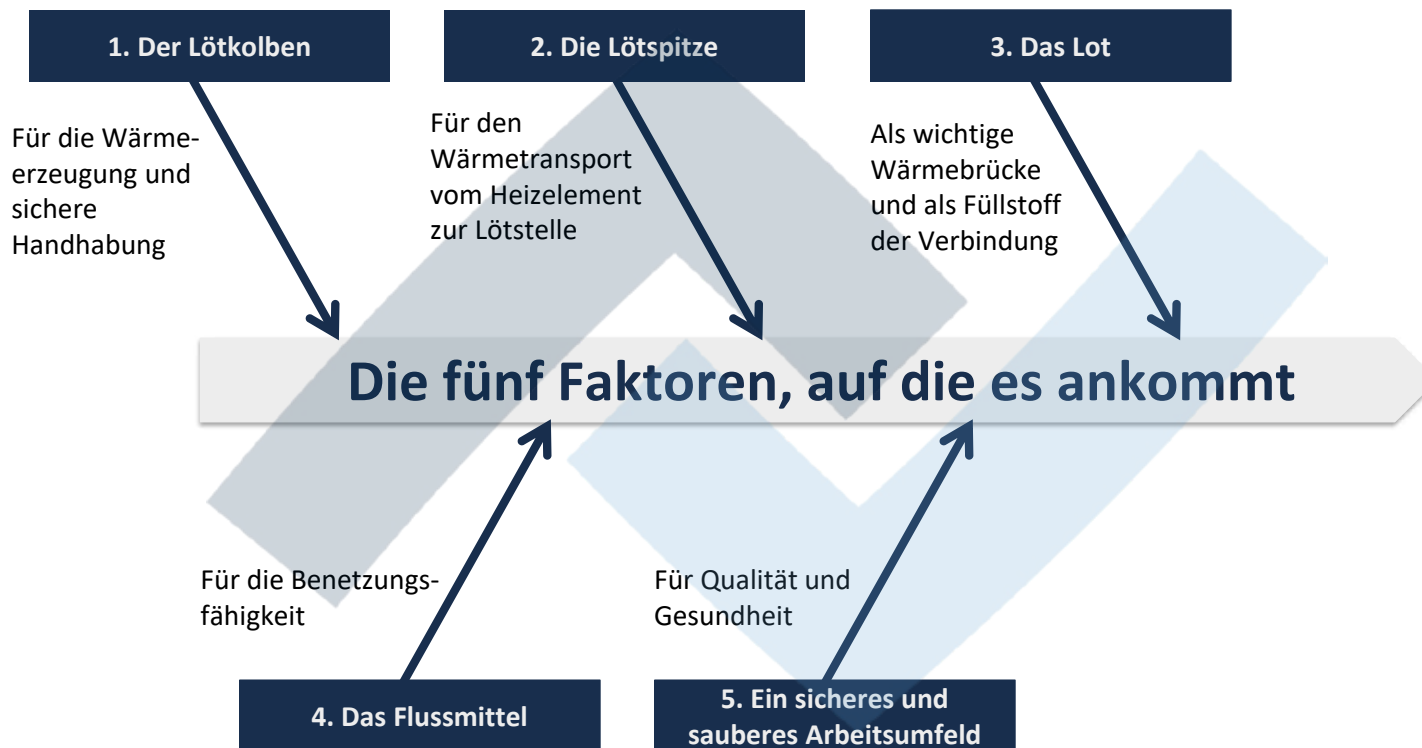 1. Der Lötkolben
Für die Wärme-
erzeugung und
sichere
Handhabung
2. Die Lötspitze
Für den
Wärmetransport
vom Heizelement
zur Lötstelle
3. Das Lot
Als wichtige
Wärmebrücke
und als Füllstoff
der Verbindung
Die fünf Faktoren, auf die es ankommt
Für die Benetzungs-
fähigkeit
4. Das Flussmittel
Für Qualität und
Gesundheit
5. Ein sicheres und
sauberes Arbeitsumfeld